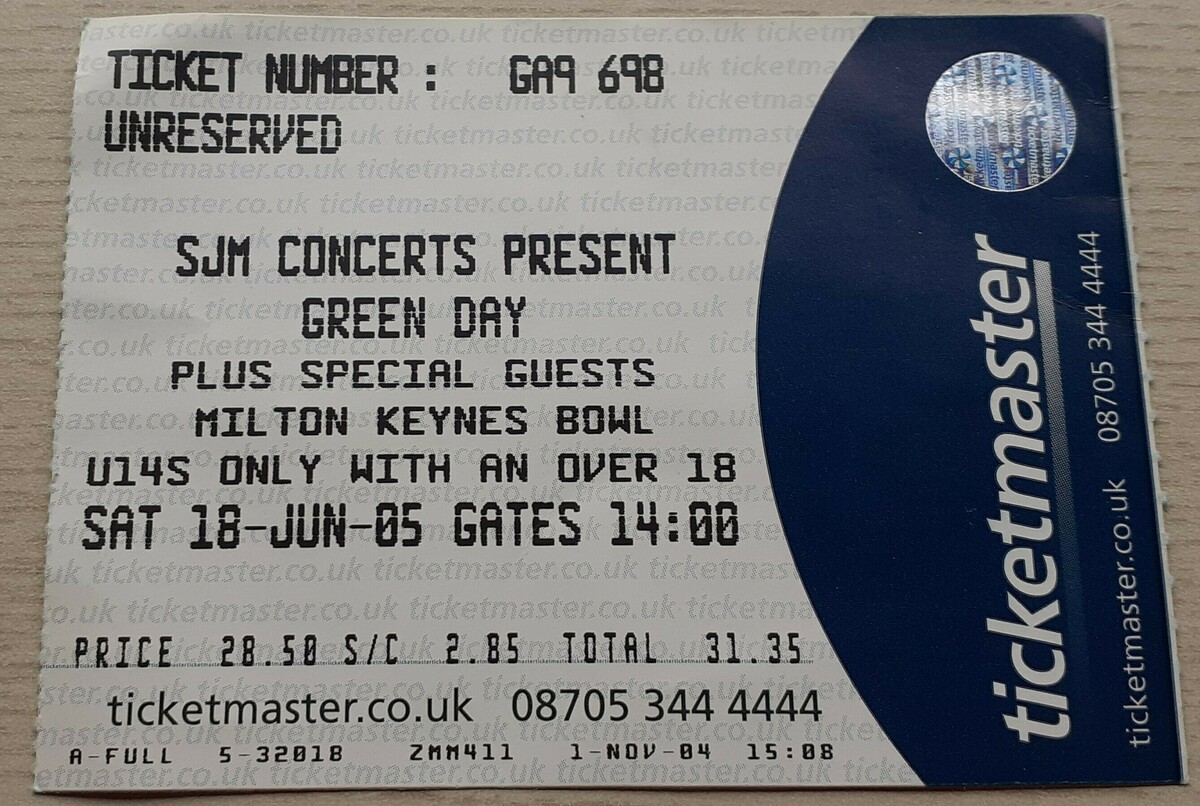 TICKET NUMBER : GA9 698
UNRESERVED
SJM CONCERTS PRESENT
GREEN DAY
PLUS SPECIAL GUESTS
MILTON KEYNES BOWL
U14S ONLY WITH AN OVER 18
SAT 18-JUN-05 GATES 14:00
PRICE 28.50 S/C 2.85 TOTAL 31.35
ticketmaster.co.uk 08705 344 4444
A-FULL 5-32018 ZMM411 1-NOV-04 15:08
ticketmaster
ticketmaster.co.uk 08705 344 4444